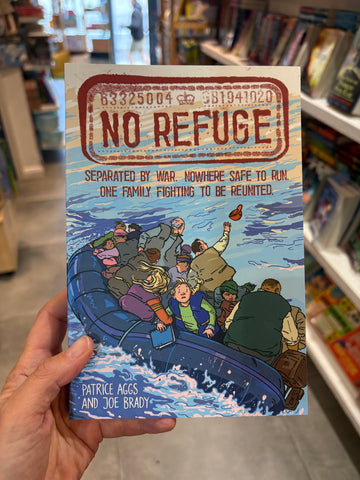 B3325004 GB1941020
NO REFUGE
SEPARATED BY WAR. NOWHERE SAFE TO RUN.
ONE FAMILY FIGHTING TO BE REUNITED.
PATRICE AGGS
AND JOE BRADY